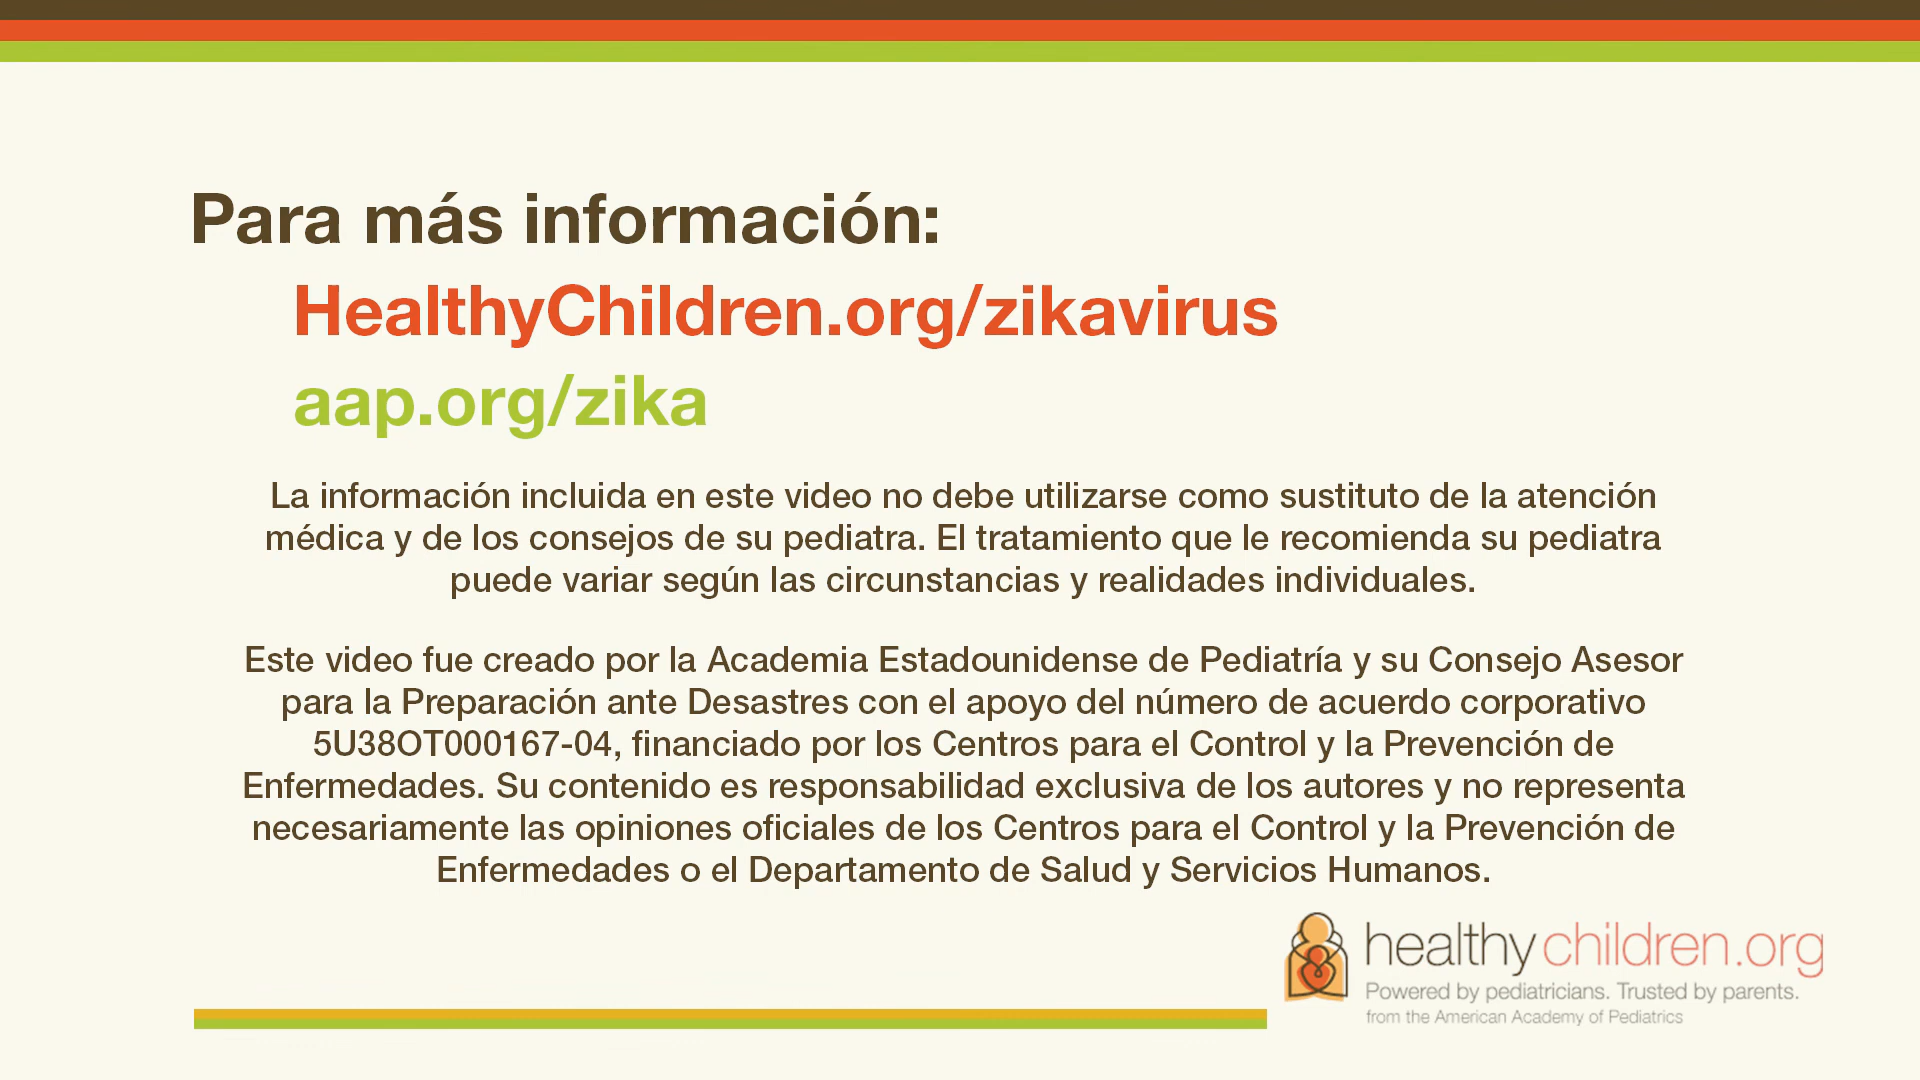 Para más información:
HealthyChildren.org/zikavirus
aap.org/zika
La información incluida en este video no debe utilizarse como sustituto de la atención
médica y de los consejos de su pediatra. El tratamiento que le recomienda su pediatra
puede variar según las circunstancias y realidades individuales.
Este video fue creado por la Academia Estadounidense de Pediatría y su Consejo Asesor
para la Preparación ante Desastres con el apoyo del número de acuerdo corporativo
5U38OT000167-04, financiado por los Centros para el Control y la Prevención de
Enfermedades. Su contenido es responsabilidad exclusiva de los autores y no representa
necesariamente las opiniones oficiales de los Centros para el Control y la Prevención de
Enfermedades o el Departamento de Salud y Servicios Humanos.
healthychildren.org
Powered by pediatricians. Trusted by parents.
from the American Academy of Pediatrics